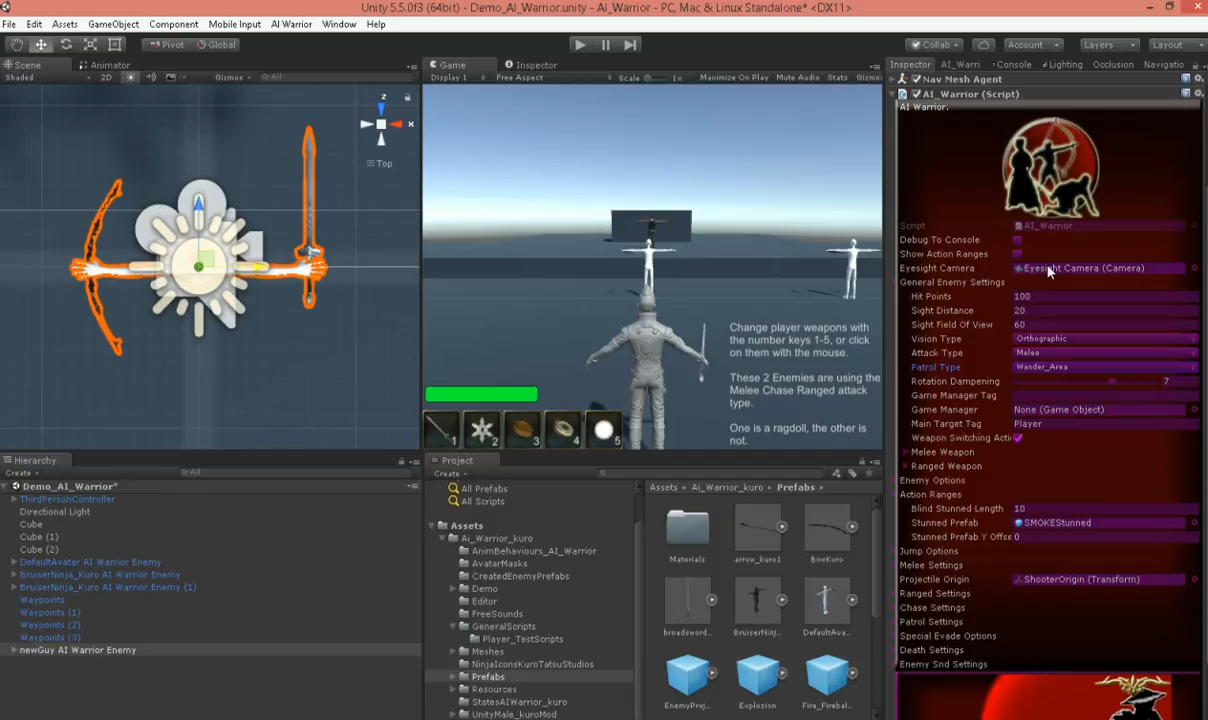 Unity 5.5.0f3 (64bit) - Demo_AI_Warrior.unity - AI_Warrior - PC, Mac & Linux Standalone* <DX11>
File Edit Assets GameObject Component Mobile Input AI Warrior Window Help
Pivot Global Collab Account Layers Layout
Scene Animator
Shaded 2D Gizmos All
z
x
Top
Game Inspector
Display 1 Free Aspect Scale 1x Maximize On Play Mute Audio Stats Gizmo
Change player weapons with
the number keys 1-5, or click
on them with the mouse.
These 2 Enemies are using the
Melee Chase Ranged attack
type.
One is a ragdoll, the other is
not.
1 2 3 4 5
Inspector AI_Warri Console Lighting Occlusion Navigatio
Nav Mesh Agent
AI_Warrior (Script)
AI Warrior.
Script AI_Warrior
Debug To Console
Show Action Ranges
Eyesight Camera Eyesight Camera (Camera)
General Enemy Settings
Hit Points 100
Sight Distance 20
Sight Field Of View 60
Vision Type Orthographic
Attack Type Melee
Patrol Type Wander_Area
Rotation Dampening 7
Game Manager Tag
Game Manager None (Game Object)
Main Target Tag Player
Weapon Switching Acti
Melee Weapon
Ranged Weapon
Enemy Options
Action Ranges
Blind Stunned Length 10
Stunned Prefab SMOKEStunned
Stunned Prefab Y Offse 0
Jump Options
Melee Settings
Projectile Origin ShooterOrigin (Transform)
Ranged Settings
Chase Settings
Patrol Settings
Special Evade Options
Death Settings
Enemy Snd Settings
Hierarchy
Create All
Demo_AI_Warrior*
ThirdPersonController
Directional Light
Cube
Cube (1)
Cube (2)
DefaultAvatar AI Warrior Enemy
BruiserNinja_Kuro AI Warrior Enemy
BruiserNinja_Kuro AI Warrior Enemy (1)
Waypoints
Waypoints (1)
Waypoints (2)
Waypoints (3)
newGuy AI Warrior Enemy
Project
Create
All Prefabs
All Scripts
Assets
Ai_Warrior_kuro
AnimBehaviours_AI_Warrior
AvatarMasks
CreatedEnemyPrefabs
Demo
Editor
FreeSounds
GeneralScripts
Player_TestScripts
Meshes
NinjaIconsKuroTatsuStudios
Prefabs
Resources
StatesAIWarrior_kuro
UnityMale_kuroMod
Assets Ai_Warrior_kuro Prefabs
Materials arrow_kuro1 BowKuro
broadsword... BruiserNinj... DefaultAva...
EnemyProj... Explosion Fire_Firebal...